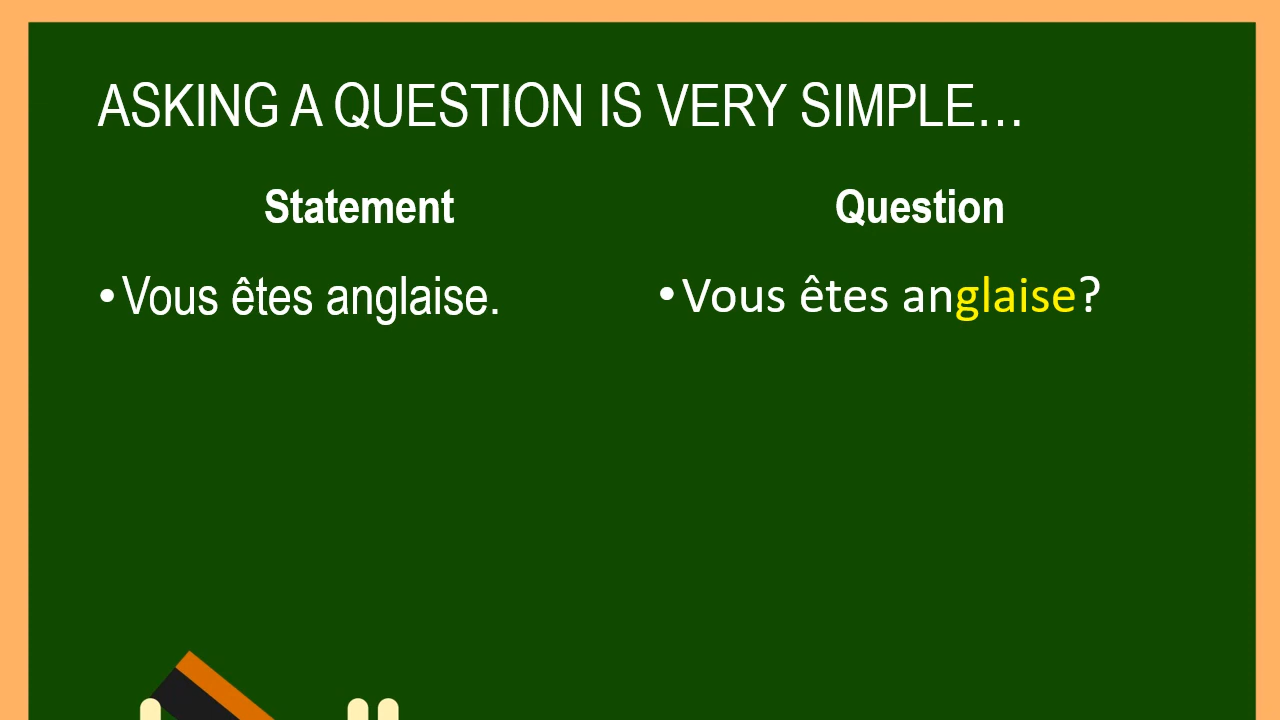 ASKING A QUESTION IS VERY SIMPLE…
Statement
Question
• Vous êtes anglaise.
• Vous êtes anglaise?